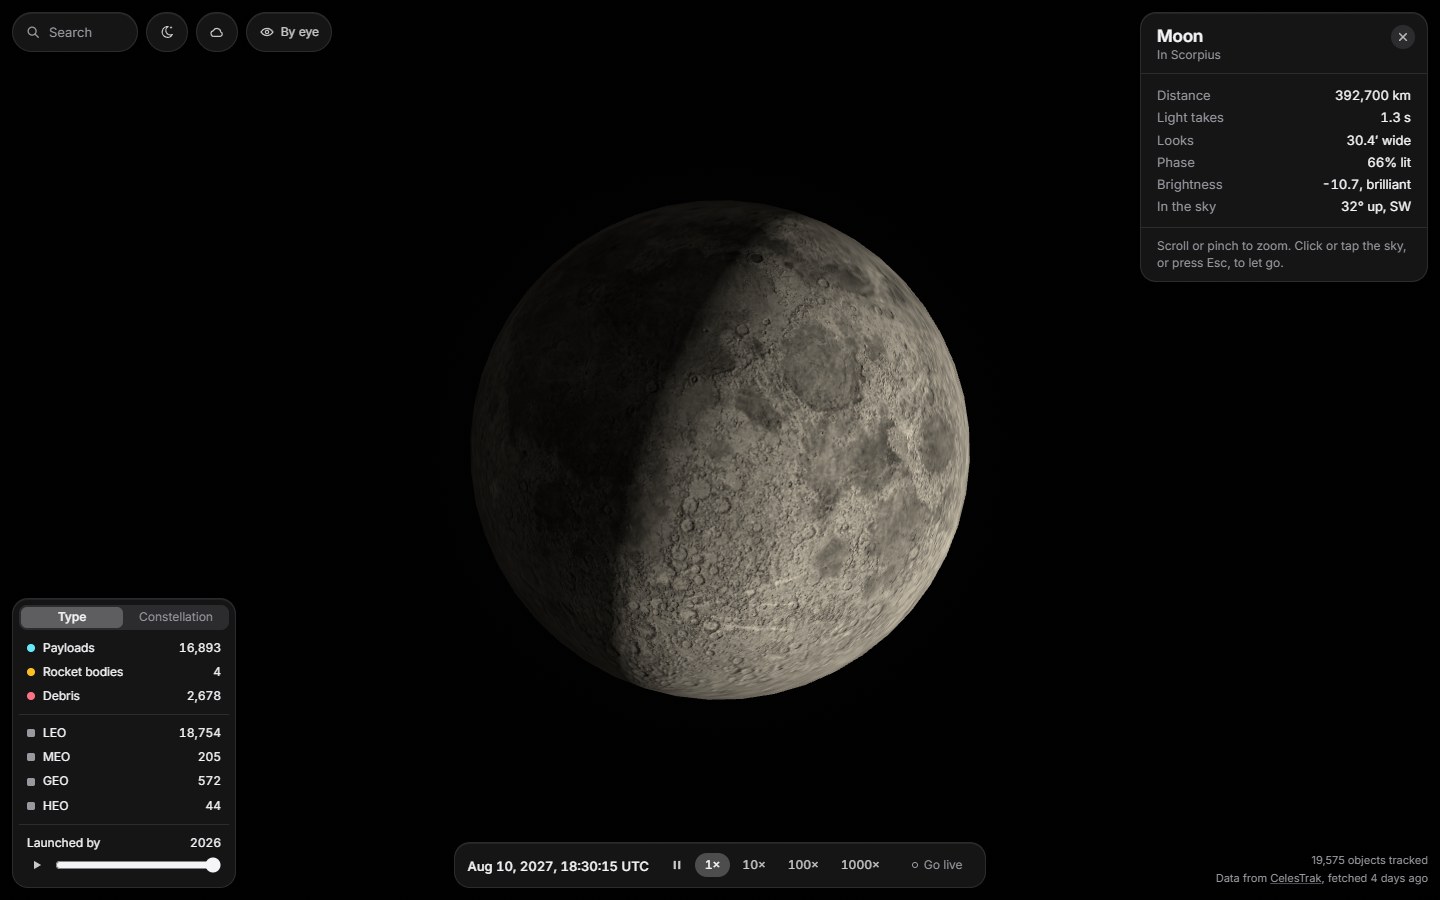 Search
By eye
Moon
In Scorpius
Distance 392,700 km
Light takes 1.3 s
Looks 30.4′ wide
Phase 66% lit
Brightness -10.7, brilliant
In the sky 32° up, SW
Scroll or pinch to zoom. Click or tap the sky,
or press Esc, to let go.
Type Constellation
Payloads 16,893
Rocket bodies 4
Debris 2,678
LEO 18,754
MEO 205
GEO 572
HEO 44
Launched by 2026
Aug 10, 2027, 18:30:15 UTC 1× 10× 100× 1000× Go live
19,575 objects tracked
Data from CelesTrak, fetched 4 days ago